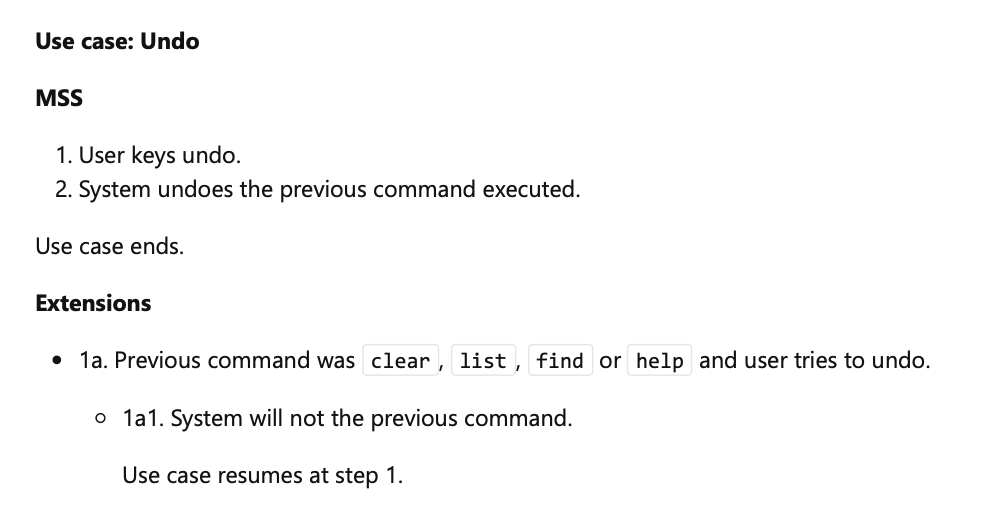 Use case: Undo
MSS
1. User keys undo.
2. System undoes the previous command executed.
Use case ends.
Extensions
• 1a. Previous command was clear, list, find or help and user tries to undo.
○ 1a1. System will not the previous command.
Use case resumes at step 1.